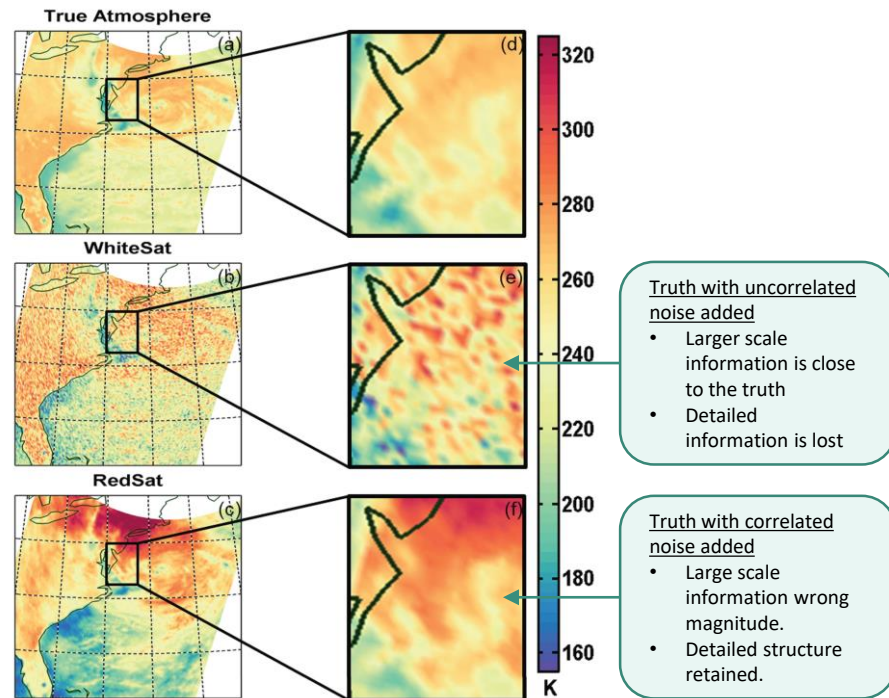 True Atmosphere
(a)
(d)
WhiteSat
(b)
(e)
RedSat
(c)
(f)
320
300
280
260
240
220
200
180
160
K
Truth with uncorrelated
noise added
• Larger scale
information is close
to the truth
• Detailed
information is lost
Truth with correlated
noise added
• Large scale
information wrong
magnitude.
• Detailed structure
retained.